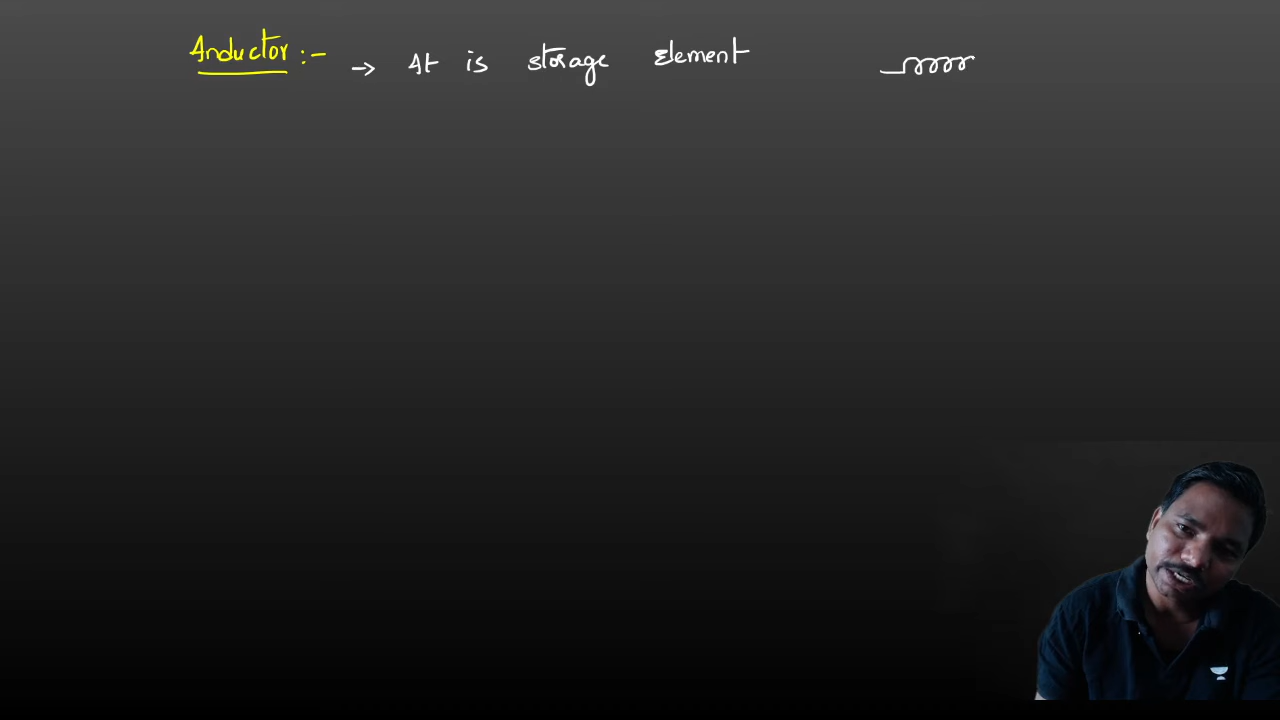 Inductor :- → It is storage Element